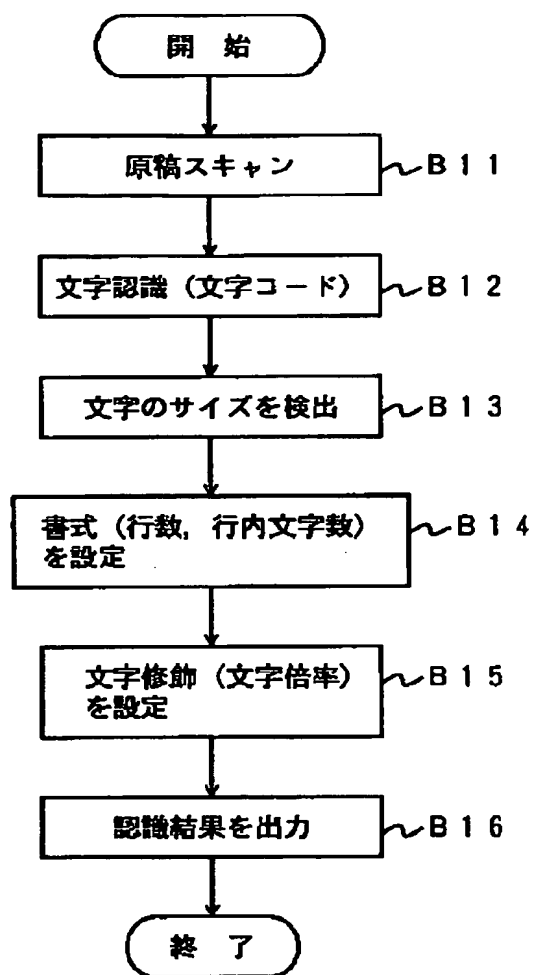 開 始
原稿スキャン
B11
文字認識（文字コード）
B12
文字のサイズを検出
B13
書式（行数，行内文字数）
を設定
B14
文字修飾（文字倍率）
を設定
B15
認識結果を出力
B16
終 了